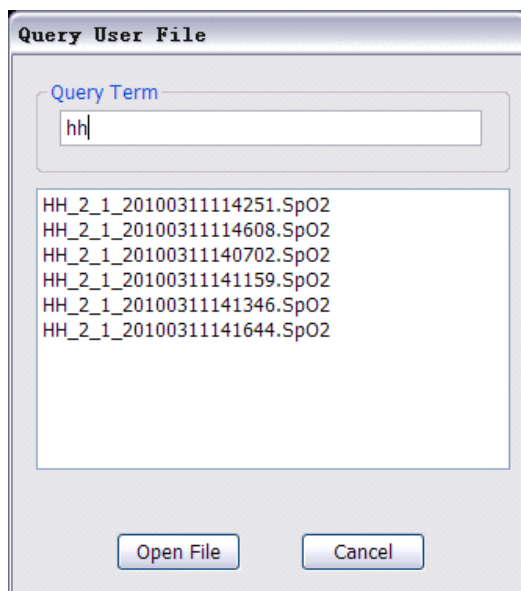 Query User File
Query Term
hh
HH_2_1_20100311114251.SpO2
HH_2_1_20100311114608.SpO2
HH_2_1_20100311140702.SpO2
HH_2_1_20100311141159.SpO2
HH_2_1_20100311141346.SpO2
HH_2_1_20100311141644.SpO2
Open File
Cancel